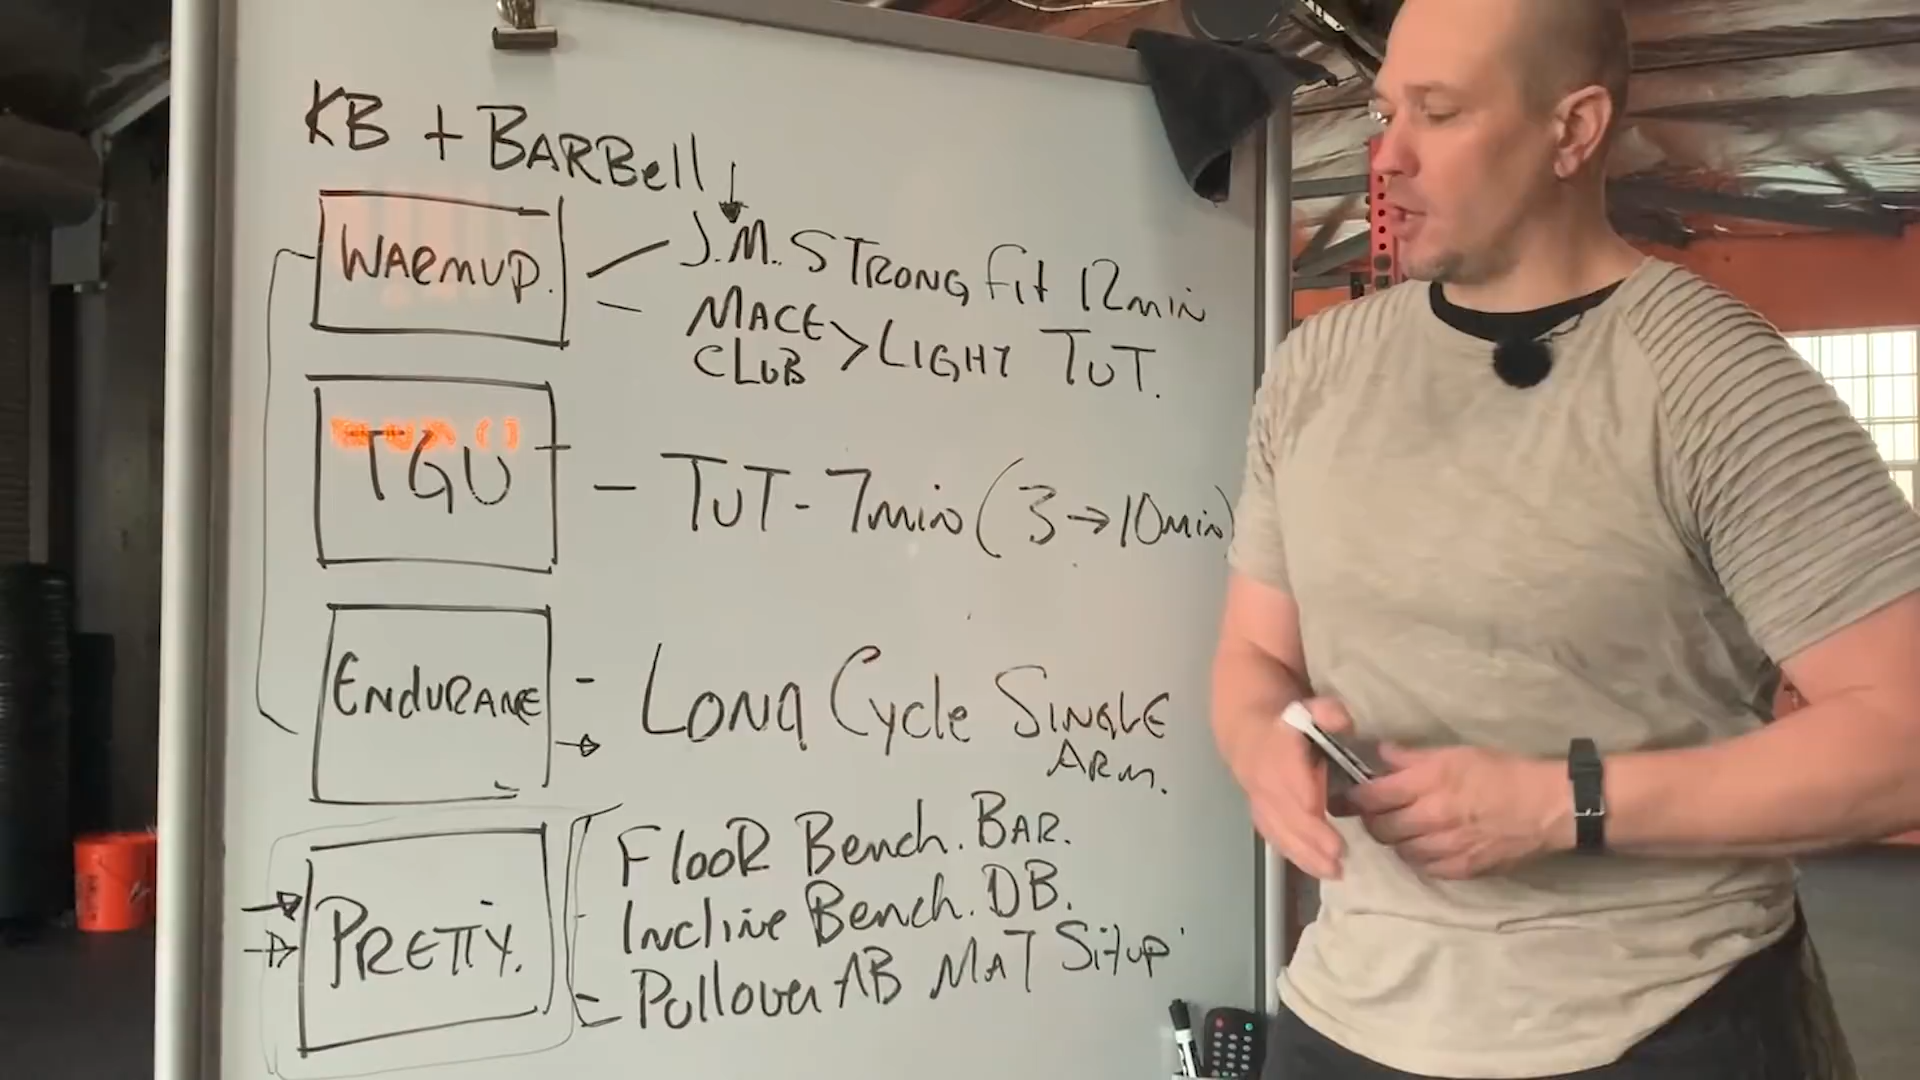 KB + BARBell
WARMUP.
J.M. STRONG fit 12min
MACE
CLUB > LIGHT TUT.
TGU - TUT - 7min (3→10min)
ENDURANE - LONG Cycle SINGLE
ARM.
PRETTY.
FlooR Bench. BAR.
Incline Bench. DB.
- Pullover AB MAT Situp